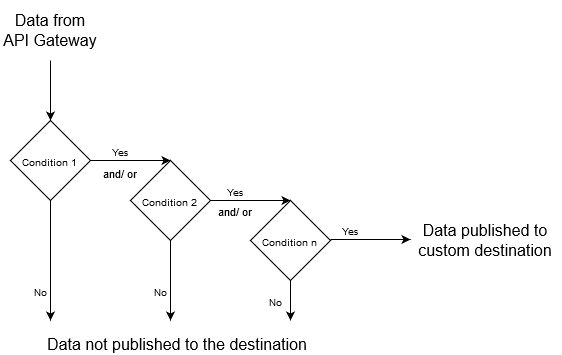 Data from
API Gateway
Condition 1
Yes
and/ or
Condition 2
Yes
and/ or
Condition n
Yes
Data published to
custom destination
No
No
No
Data not published to the destination